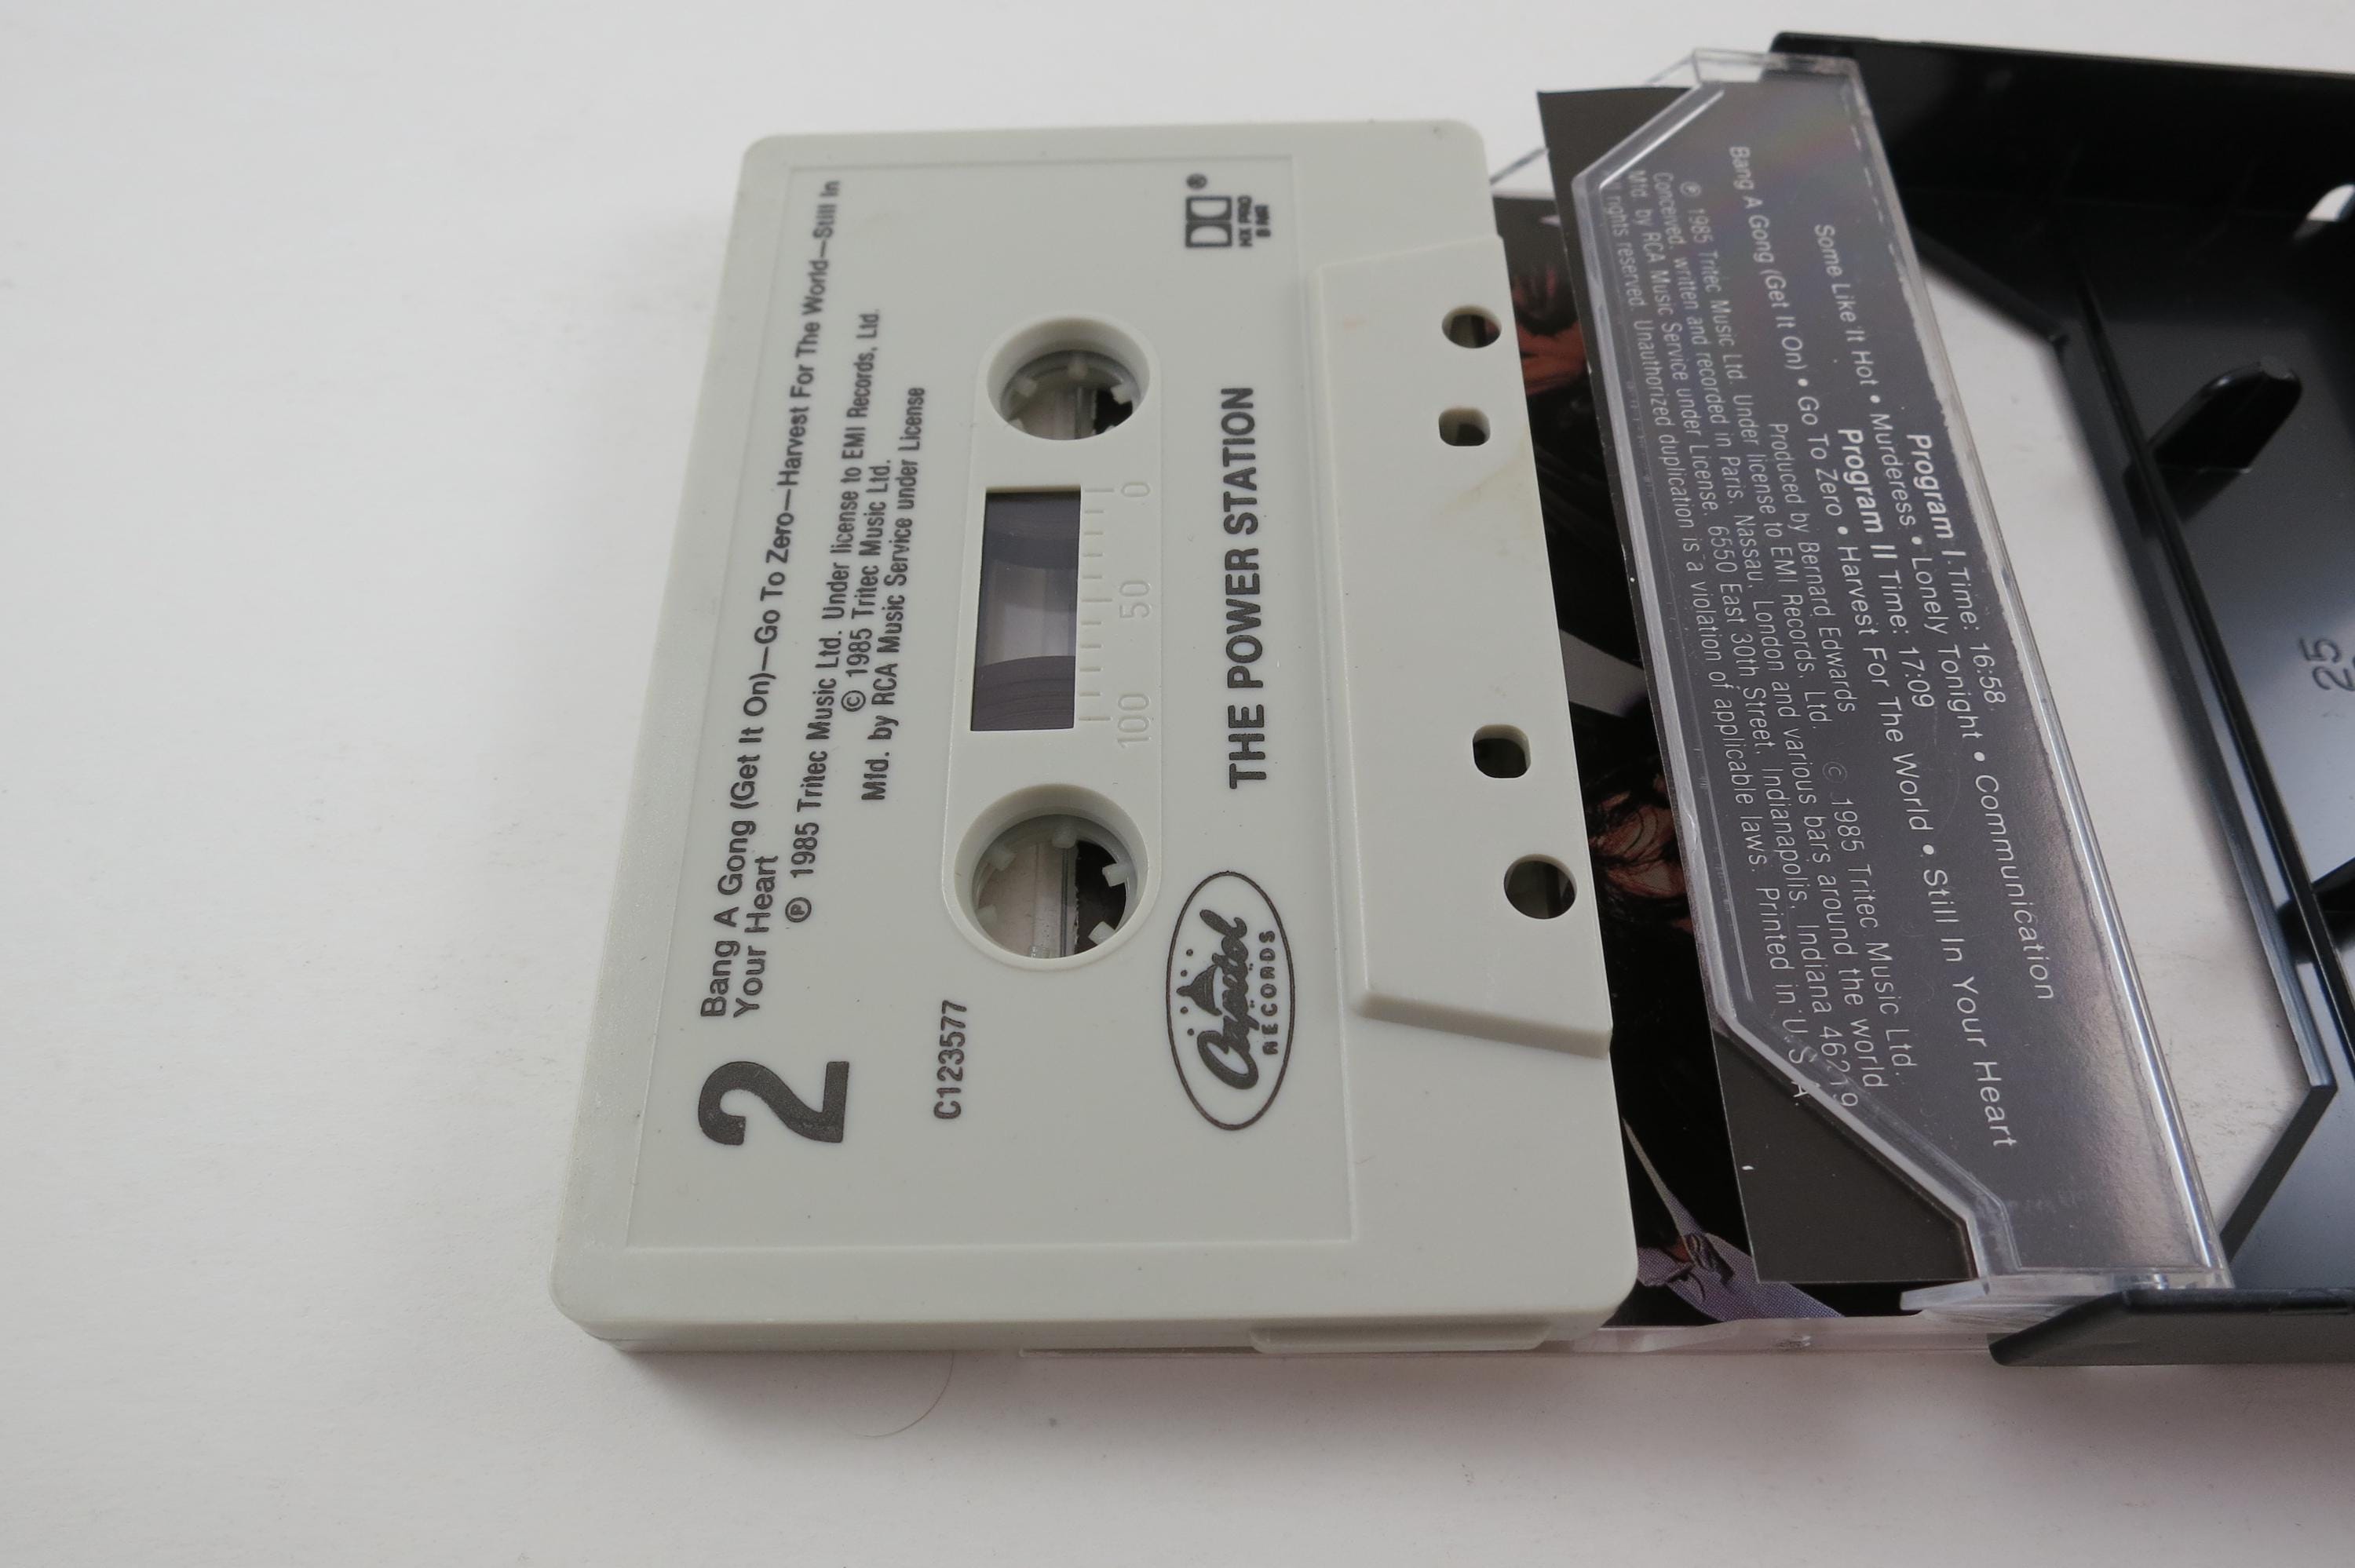 2
Bang A Gong (Get It On)—Go To Zero—Harvest For The World—Still In
Your Heart
℗ 1985 Tritec Music Ltd. Under license to EMI Records, Ltd.
© 1985 Tritec Music Ltd.
Mfd. by RCA Music Service under License
C123577
0 50 100
Capitol
RECORDS
THE POWER STATION
®
HX PRO
B NR
Program I Time: 16:58
Some Like It Hot • Murderess • Lonely Tonight • Communication
Program II Time: 17:09
Bang A Gong (Get It On) • Go To Zero • Harvest For The World • Still In Your Heart
Produced by Bernard Edwards
℗ 1985 Tritec Music Ltd. Under license to EMI Records, Ltd. © 1985 Tritec Music Ltd.
Conceived, written and recorded in Paris, Nassau, London and various bars around the world
Mfd. by RCA Music Service under License, 6550 East 30th Street, Indianapolis, Indiana 46219
rights reserved. Unauthorized duplication is a violation of applicable laws. Printed in U.S.A.
25